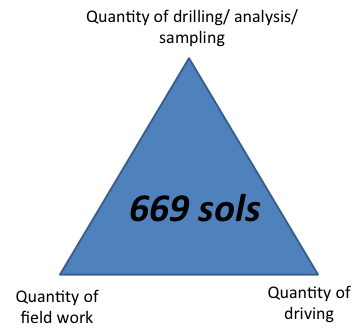 Quantity of drilling/ analysis/
sampling
669 sols
Quantity of
field work
Quantity of
driving